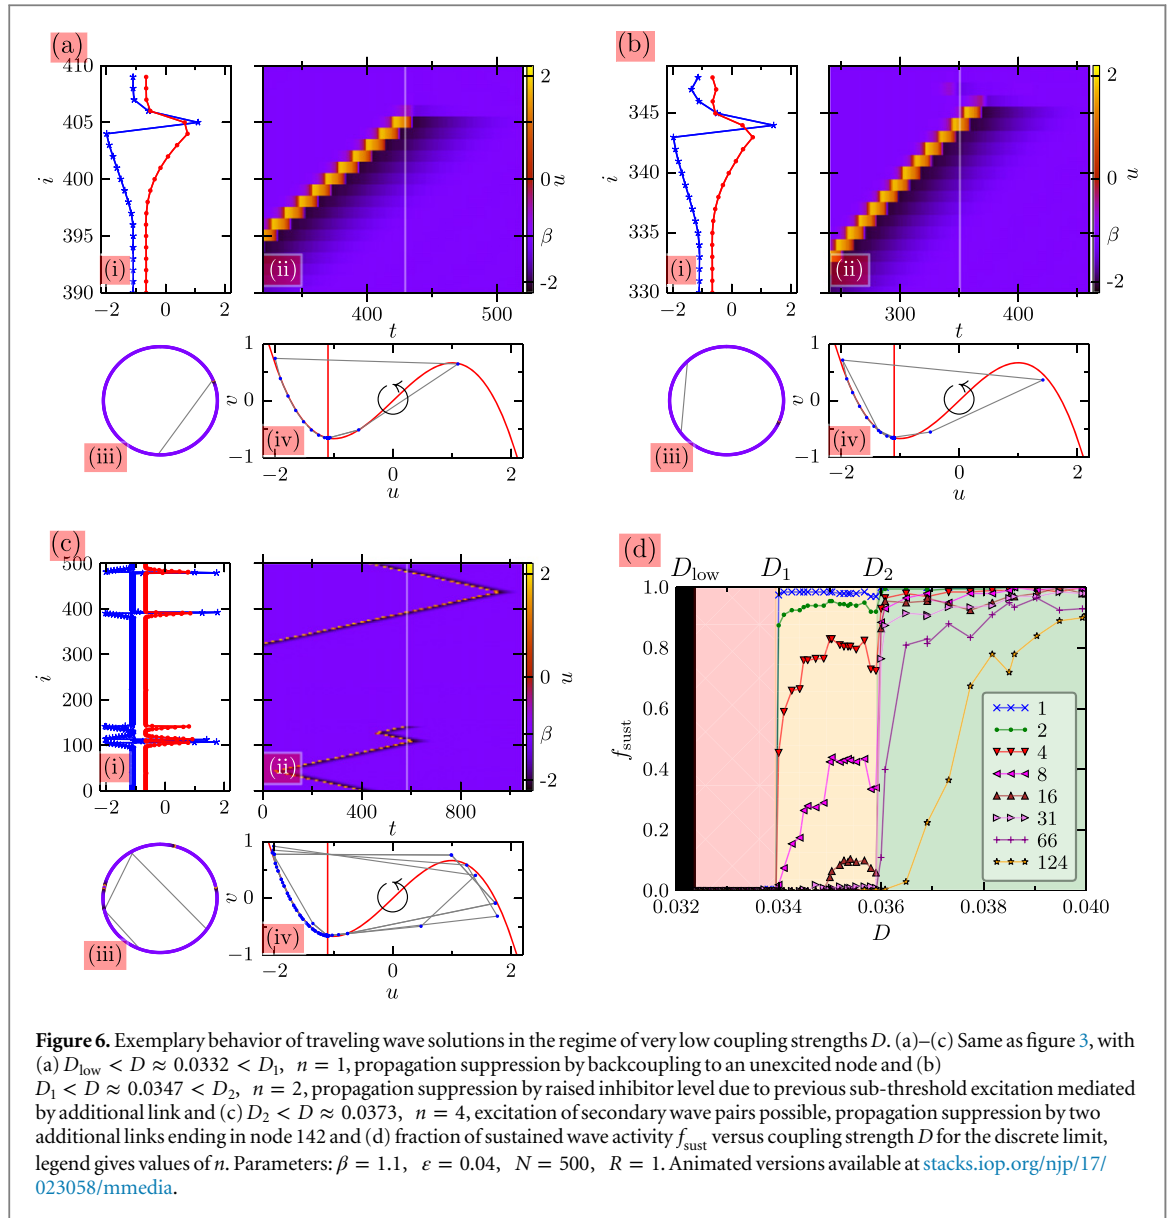 (a)
410
405
400
395
390
i
−2
0
2
(i)
(ii)
400
500
t
2
0
β
−2
u
(iii)
1
0
−1
v
−2
0
2
u
(iv)
(b)
345
340
335
330
i
−2
0
2
(i)
(ii)
300
400
t
2
0
β
−2
u
(iii)
1
0
−1
v
−2
0
2
u
(iv)
(c)
500
400
300
200
100
0
i
−2
0
2
(i)
(ii)
0
400
800
t
2
0
β
−2
u
(iii)
1
0
−1
v
−2
0
2
u
(iv)
(d)
D_low D_1 D_2
1.0
0.8
0.6
0.4
0.2
0.0
f_sust
1
2
4
8
16
31
66
124
0.032 0.034 0.036 0.038 0.040
D
Figure 6. Exemplary behavior of traveling wave solutions in the regime of very low coupling strengths D. (a)–(c) Same as figure 3, with
(a) D_low < D ≈ 0.0332 < D_1, n = 1, propagation suppression by backcoupling to an unexcited node and (b)
D_1 < D ≈ 0.0347 < D_2, n = 2, propagation suppression by raised inhibitor level due to previous sub-threshold excitation mediated
by additional link and (c) D_2 < D ≈ 0.0373, n = 4, excitation of secondary wave pairs possible, propagation suppression by two
additional links ending in node 142 and (d) fraction of sustained wave activity f_sust versus coupling strength D for the discrete limit,
legend gives values of n. Parameters: β = 1.1, ε = 0.04, N = 500, R = 1. Animated versions available at stacks.iop.org/njp/17/
023058/mmedia.